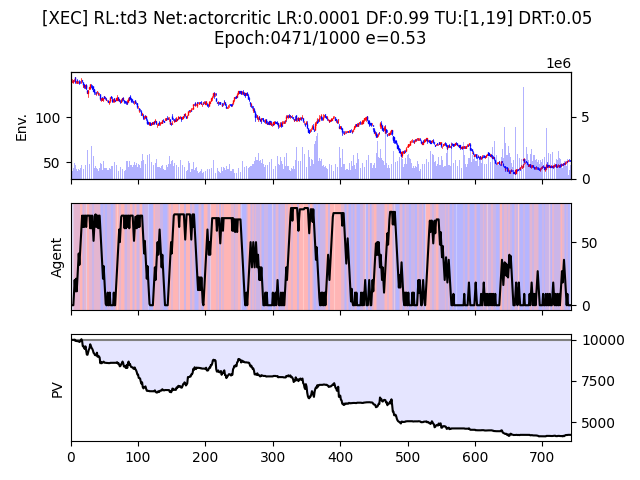 [XEC] RL:td3 Net:actorcritic LR:0.0001 DF:0.99 TU:[1,19] DRT:0.05
Epoch:0471/1000 e=0.53
1e6
Env.
100
50
5
0
Agent
50
0
PV
10000
7500
5000
0 100 200 300 400 500 600 700